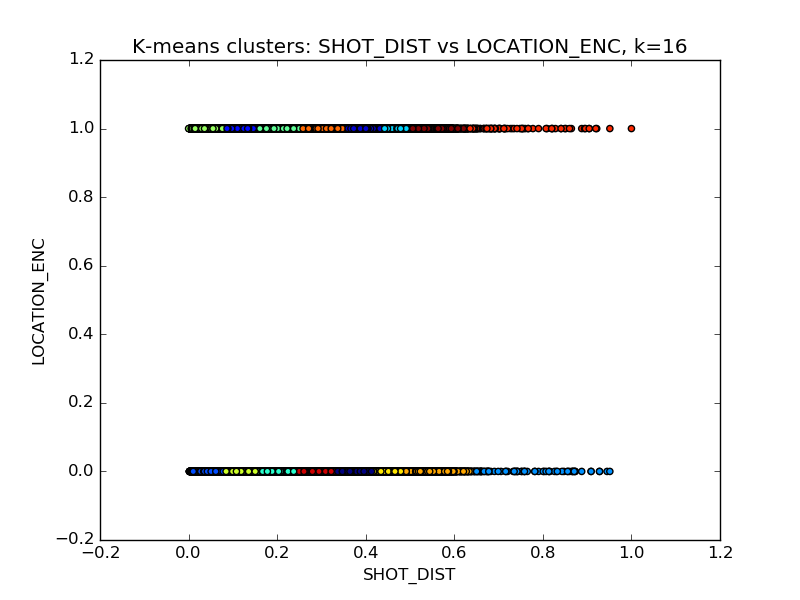 K-means clusters: SHOT_DIST vs LOCATION_ENC, k=16
1.2
1.0
0.8
0.6
0.4
0.2
0.0
−0.2
LOCATION_ENC
−0.2 0.0 0.2 0.4 0.6 0.8 1.0 1.2
SHOT_DIST